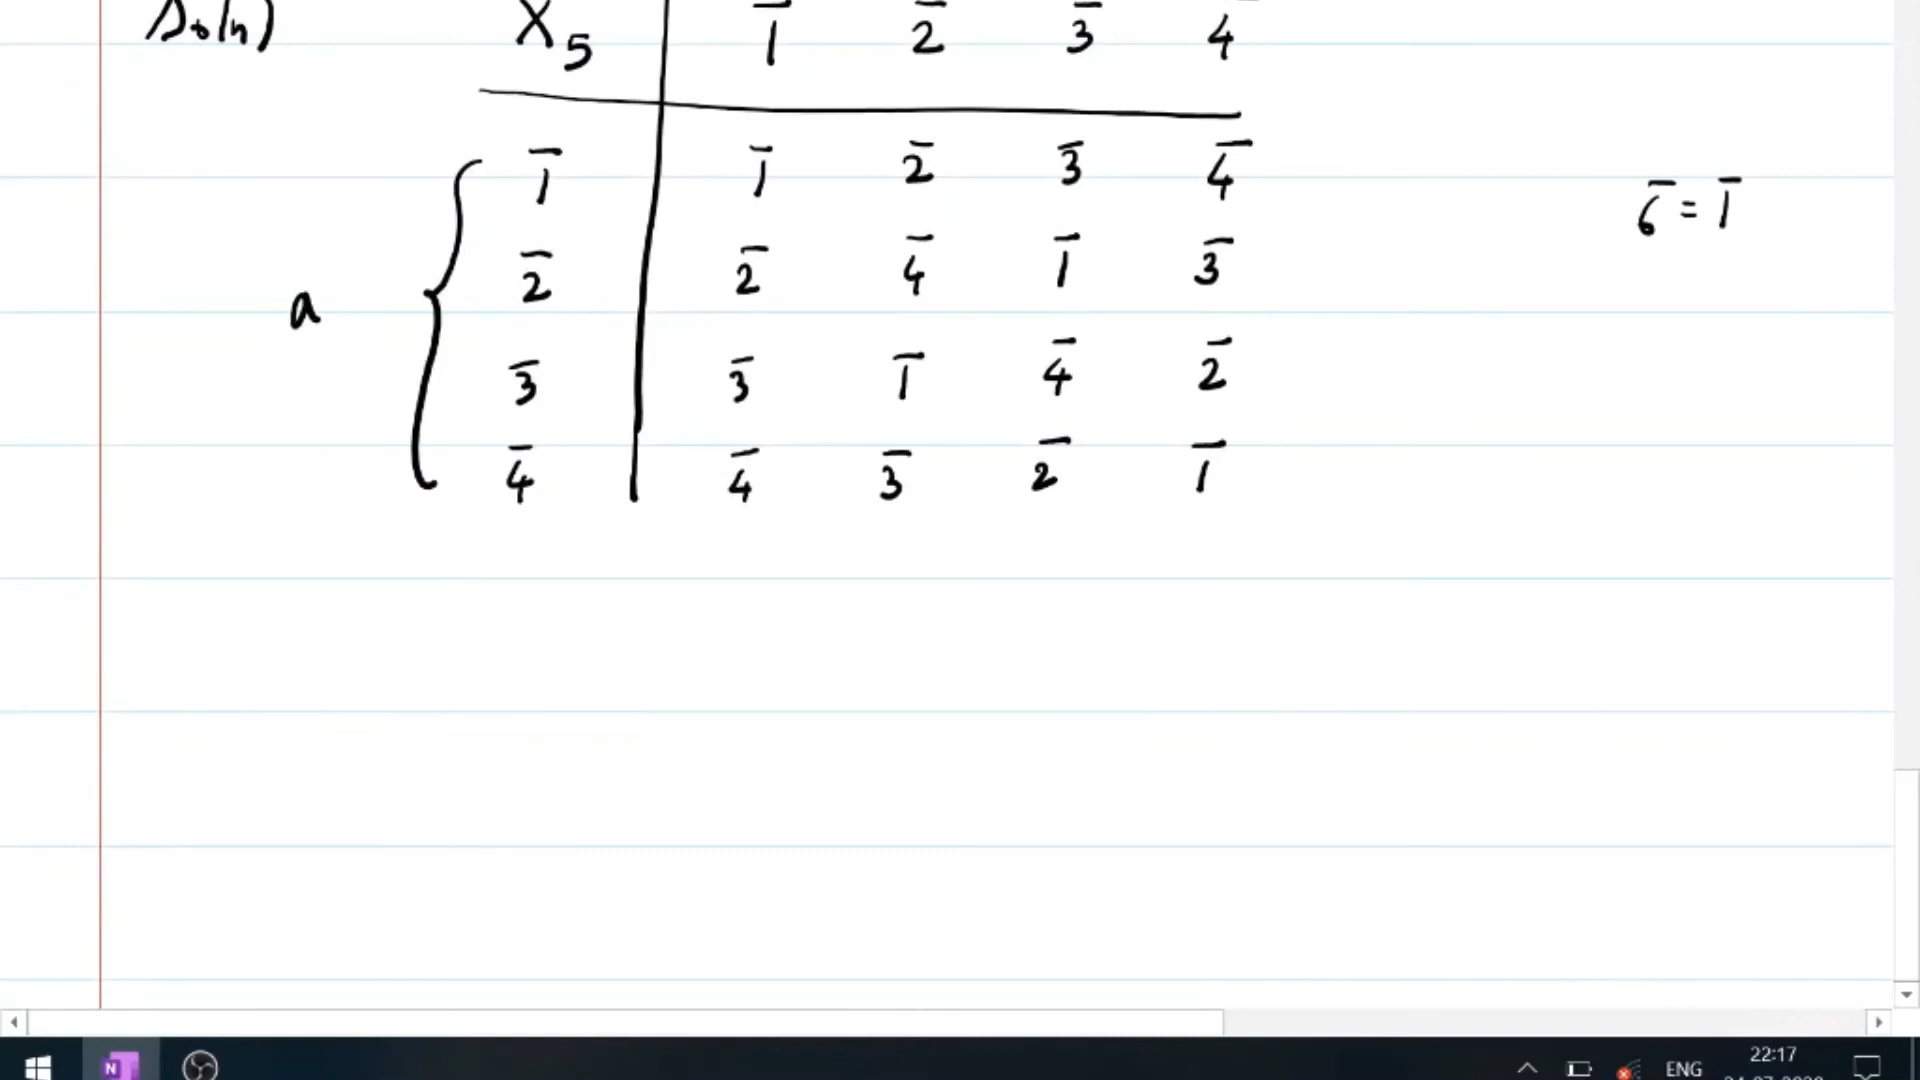 Soln) X5 1̄ 2̄ 3̄ 4̄
1̄ 1̄ 2̄ 3̄ 4̄
6̄ = 1̄
2̄ 2̄ 4̄ 1̄ 3̄
a
3̄ 3̄ 1̄ 4̄ 2̄
4̄ 4̄ 3̄ 2̄ 1̄
N
ENG
22:17